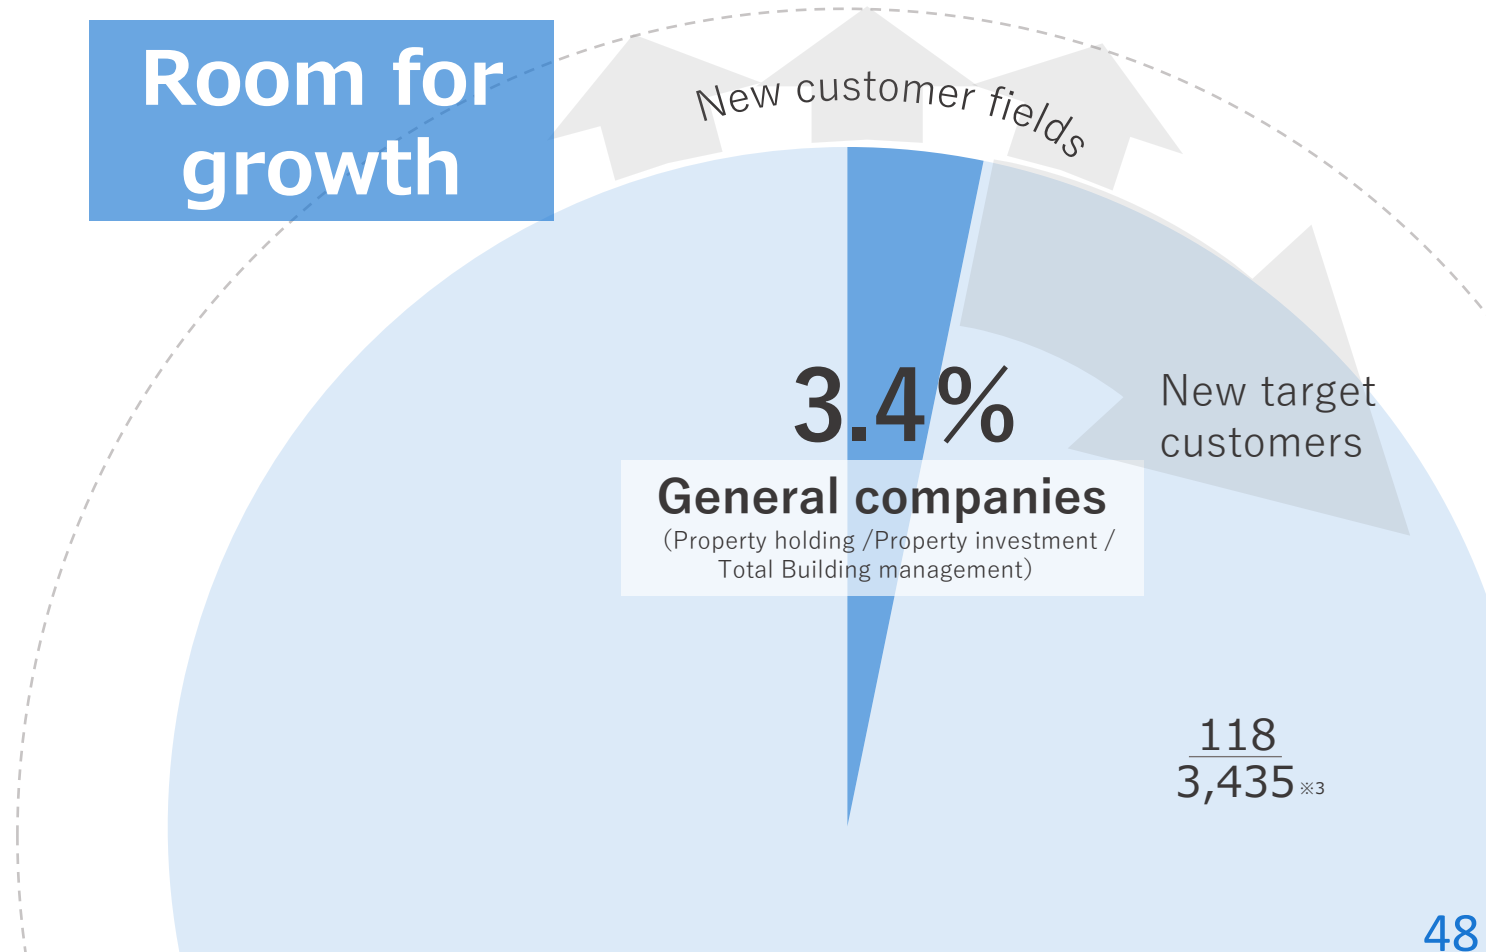 Room for
growth
New customer fields
3.4%
New target
customers
General companies
（Property holding /Property investment /
Total Building management）
118
3,435 ※3
48